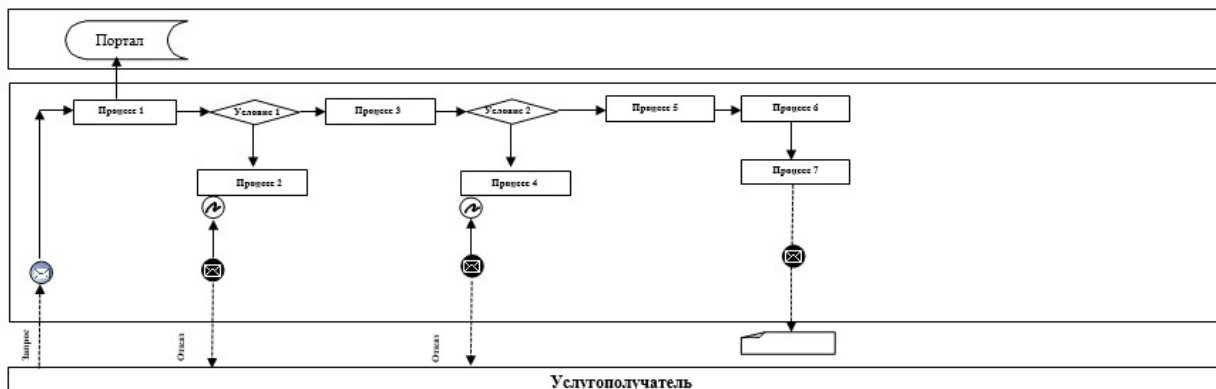 Портал
Процесс 1
Условие 1
Процесс 3
Условие 2
Процесс 5
Процесс 6
Процесс 2
Процесс 4
Процесс 7
Запрос
Отказ
Отказ
Услугополучатель